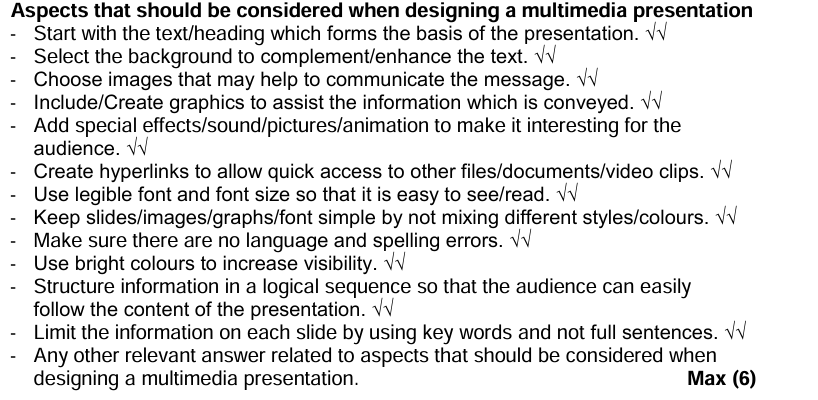 Aspects that should be considered when designing a multimedia presentation
- Start with the text/heading which forms the basis of the presentation. √√
- Select the background to complement/enhance the text. √√
- Choose images that may help to communicate the message. √√
- Include/Create graphics to assist the information which is conveyed. √√
- Add special effects/sound/pictures/animation to make it interesting for the
audience. √√
- Create hyperlinks to allow quick access to other files/documents/video clips. √√
- Use legible font and font size so that it is easy to see/read. √√
- Keep slides/images/graphs/font simple by not mixing different styles/colours. √√
- Make sure there are no language and spelling errors. √√
- Use bright colours to increase visibility. √√
- Structure information in a logical sequence so that the audience can easily
follow the content of the presentation. √√
- Limit the information on each slide by using key words and not full sentences. √√
- Any other relevant answer related to aspects that should be considered when
designing a multimedia presentation. Max (6)